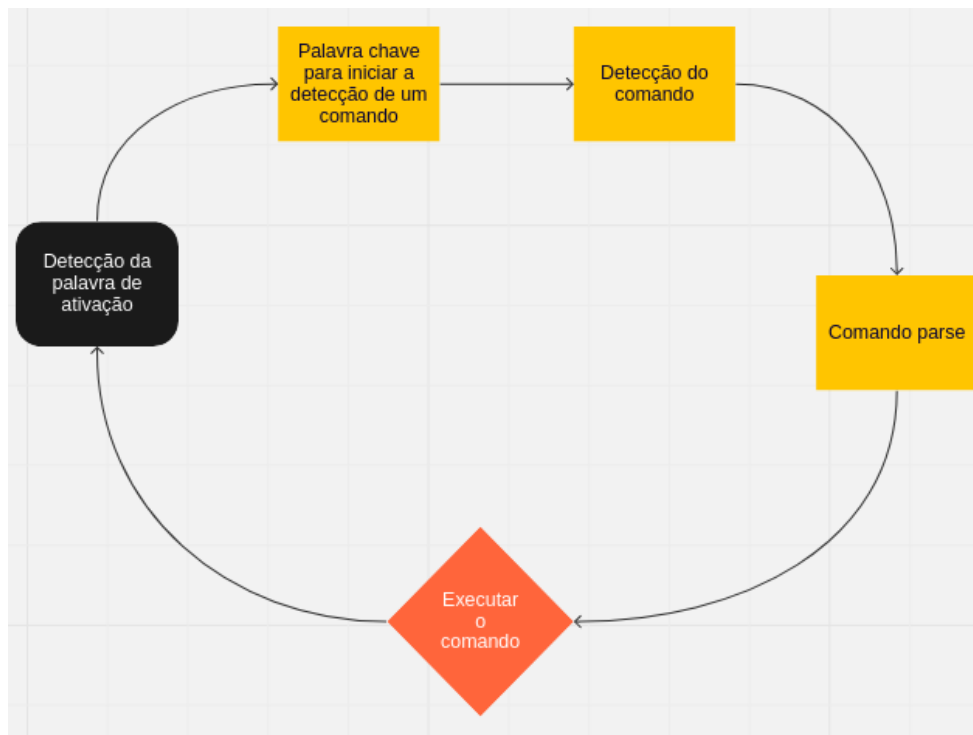 Palavra chave
para iniciar a
detecção de um
comando
Detecção do
comando
Detecção da
palavra de
ativação
Comando parse
Executar
o
comando